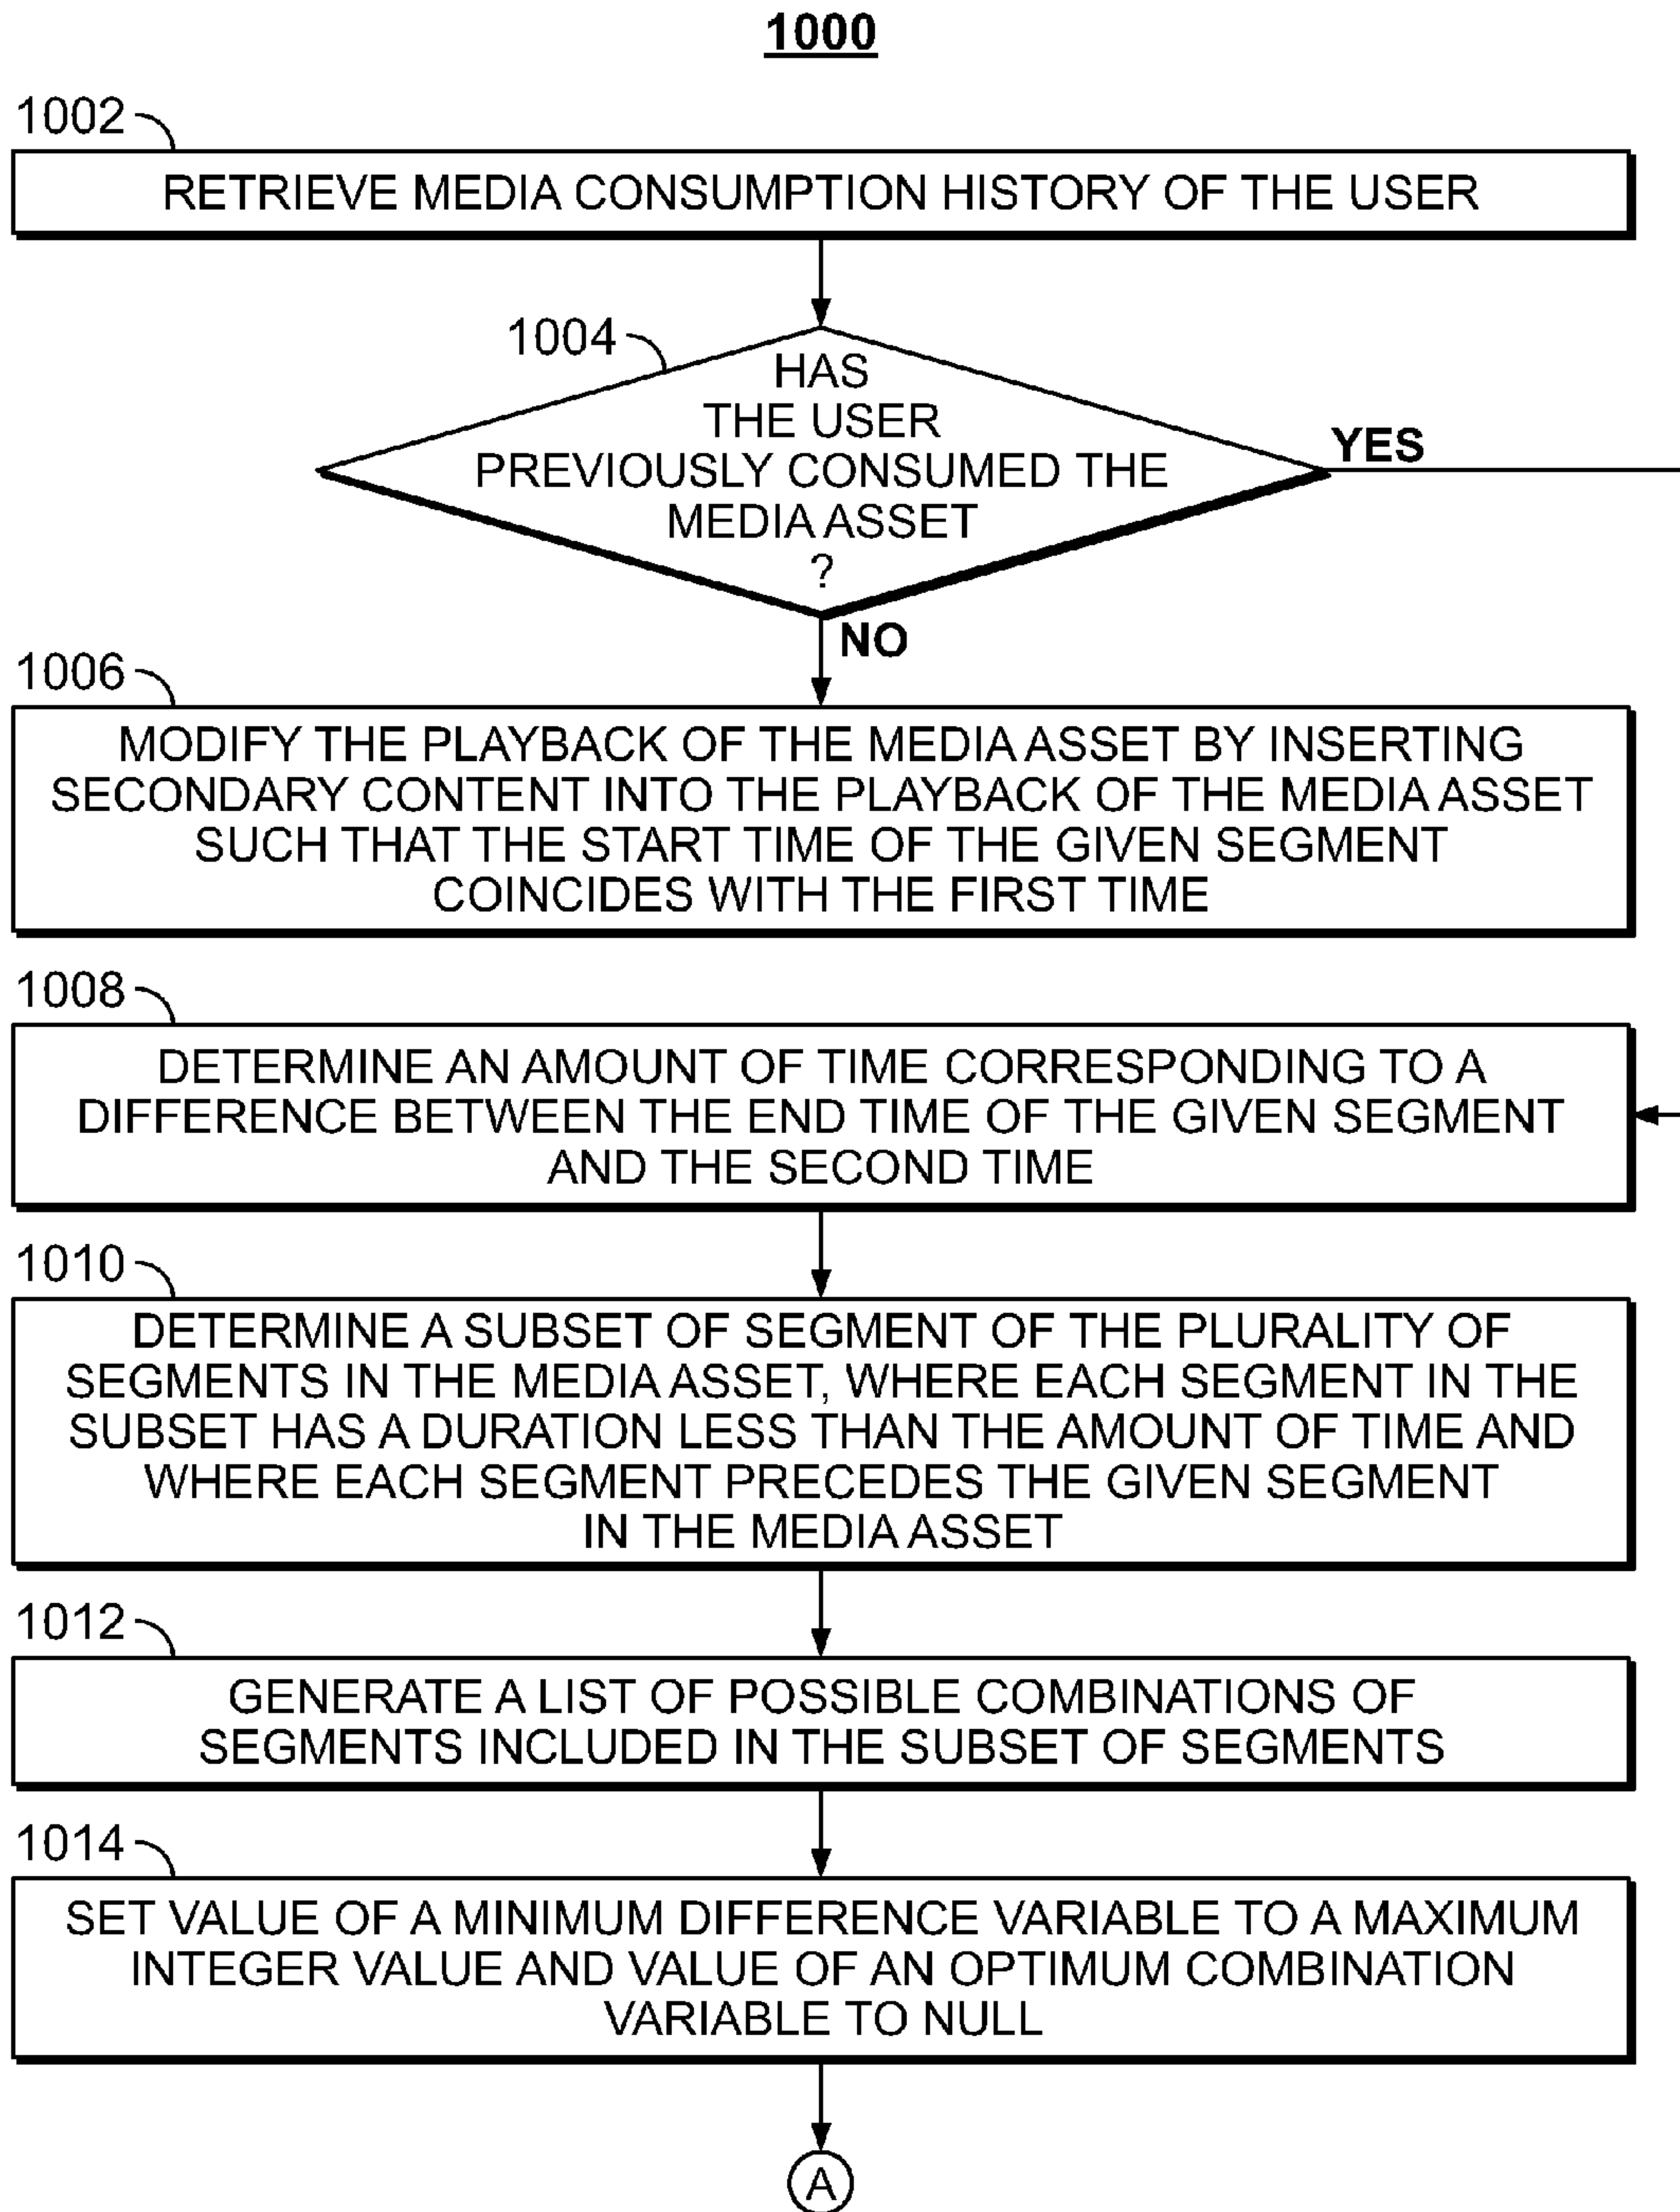 1000
1002
RETRIEVE MEDIA CONSUMPTION HISTORY OF THE USER
1004
HAS
THE USER
PREVIOUSLY CONSUMED THE
MEDIA ASSET
?
YES
NO
1006
MODIFY THE PLAYBACK OF THE MEDIA ASSET BY INSERTING
SECONDARY CONTENT INTO THE PLAYBACK OF THE MEDIA ASSET
SUCH THAT THE START TIME OF THE GIVEN SEGMENT
COINCIDES WITH THE FIRST TIME
1008
DETERMINE AN AMOUNT OF TIME CORRESPONDING TO A
DIFFERENCE BETWEEN THE END TIME OF THE GIVEN SEGMENT
AND THE SECOND TIME
1010
DETERMINE A SUBSET OF SEGMENT OF THE PLURALITY OF
SEGMENTS IN THE MEDIA ASSET, WHERE EACH SEGMENT IN THE
SUBSET HAS A DURATION LESS THAN THE AMOUNT OF TIME AND
WHERE EACH SEGMENT PRECEDES THE GIVEN SEGMENT
IN THE MEDIA ASSET
1012
GENERATE A LIST OF POSSIBLE COMBINATIONS OF
SEGMENTS INCLUDED IN THE SUBSET OF SEGMENTS
1014
SET VALUE OF A MINIMUM DIFFERENCE VARIABLE TO A MAXIMUM
INTEGER VALUE AND VALUE OF AN OPTIMUM COMBINATION
VARIABLE TO NULL
A